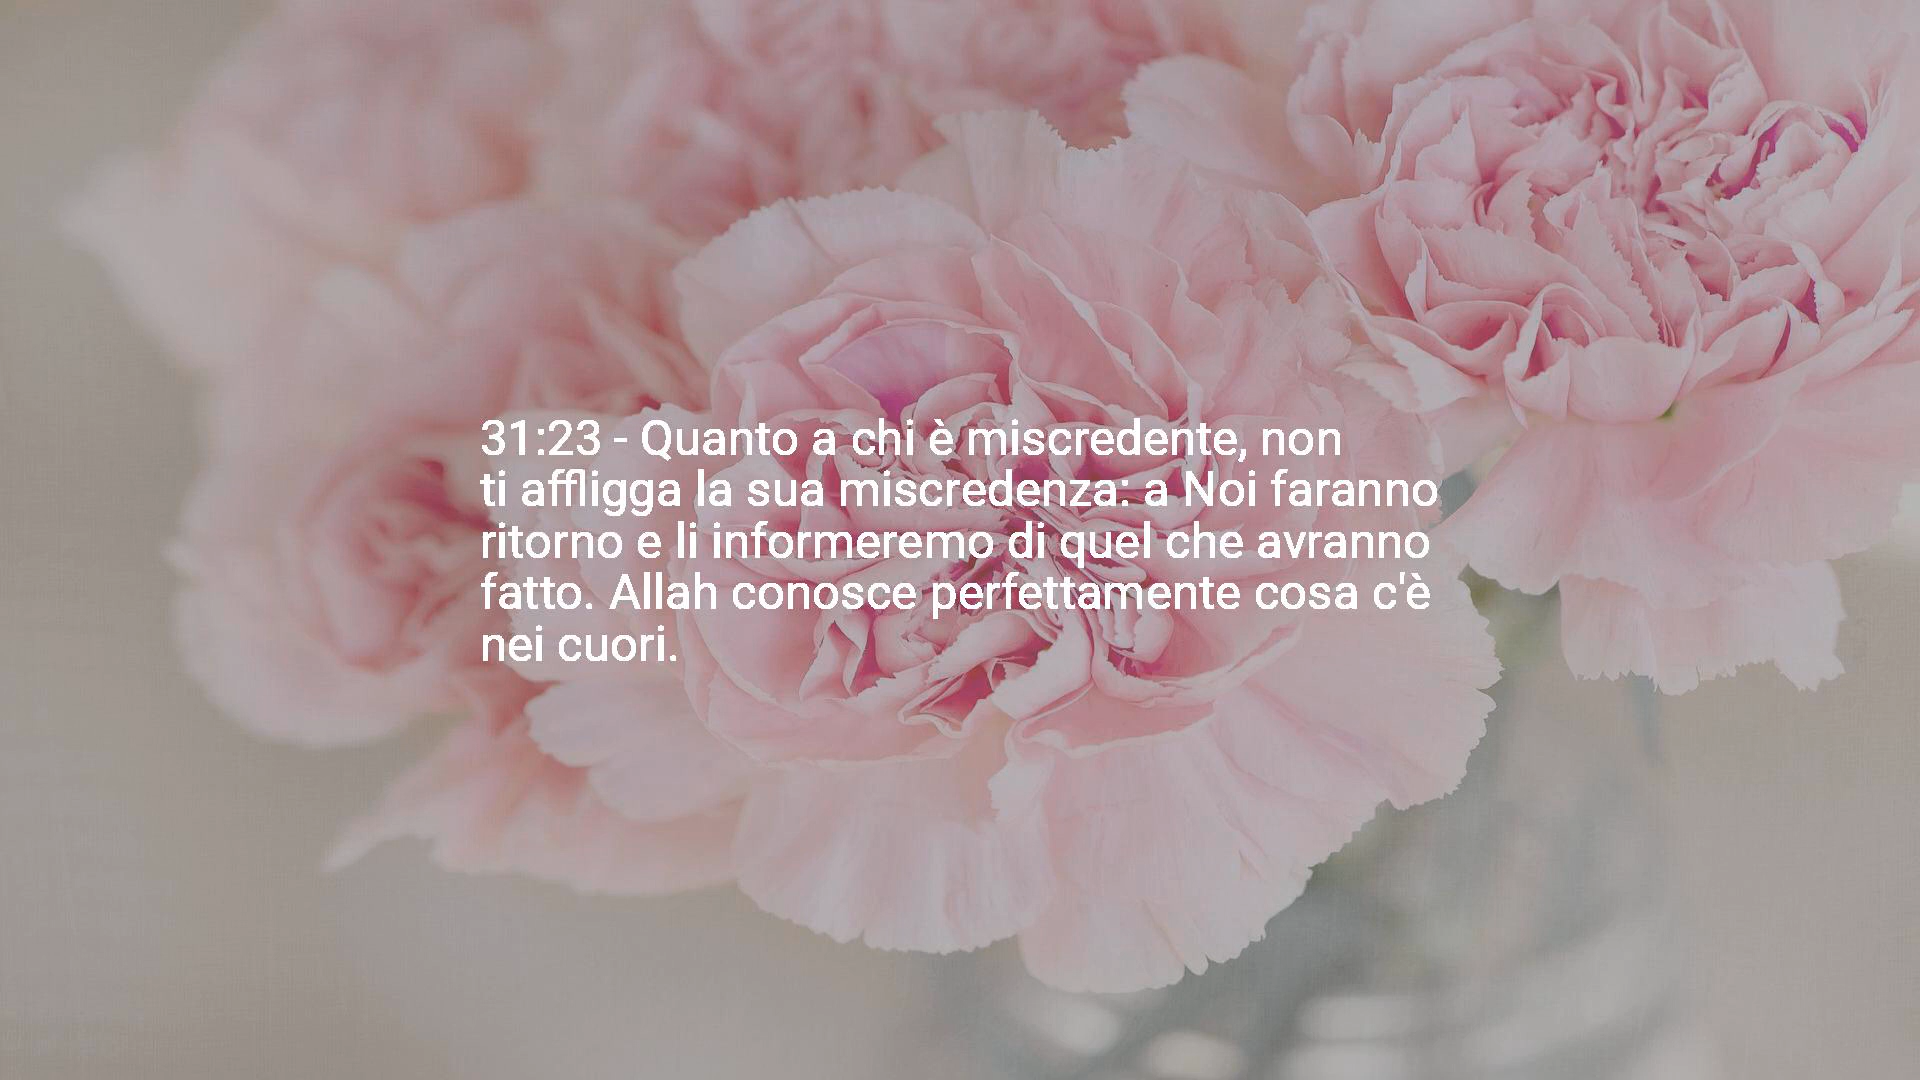 31:23 - Quanto a chi è miscredente, non
ti affligga la sua miscredenza: a Noi faranno
ritorno e li informeremo di quel che avranno
fatto. Allah conosce perfettamente cosa c'è
nei cuori.